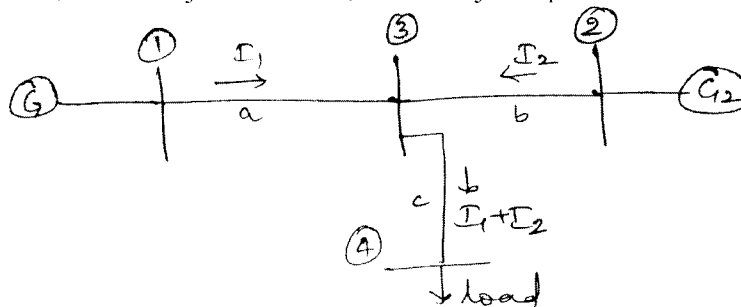 ① ③ ②
I₁ I₂
G G₂
a b
c I₁+I₂
④
load